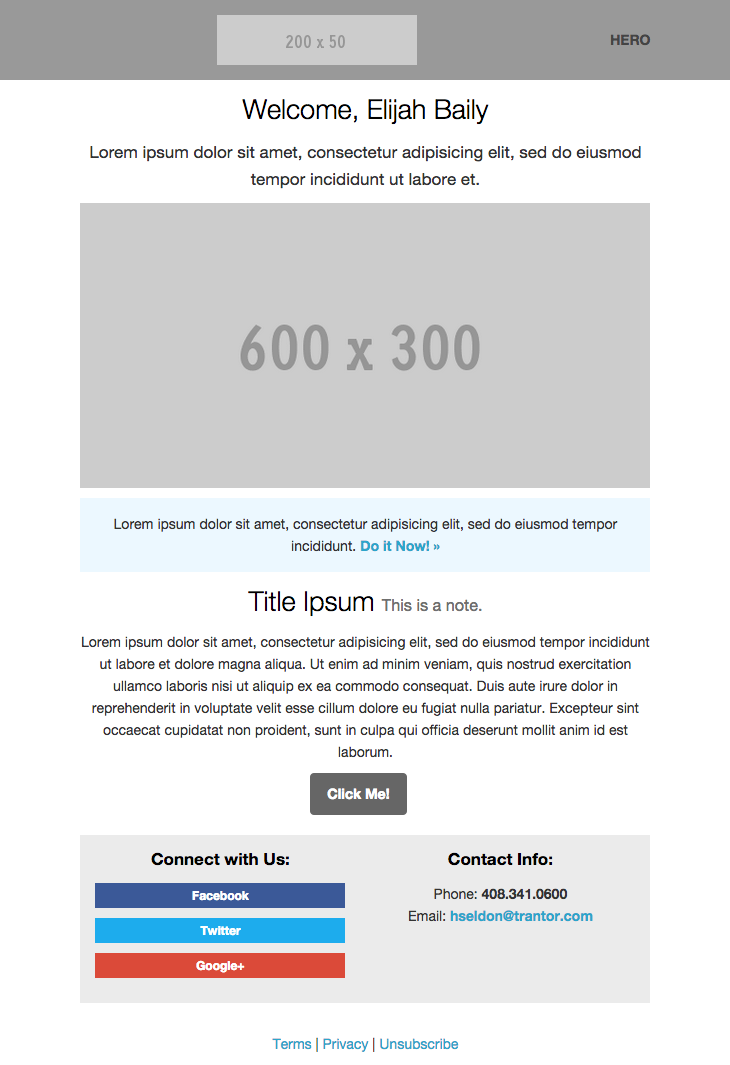 200 x 50
HERO
Welcome, Elijah Baily
Lorem ipsum dolor sit amet, consectetur adipisicing elit, sed do eiusmod
tempor incididunt ut labore et.
600 x 300
Lorem ipsum dolor sit amet, consectetur adipisicing elit, sed do eiusmod tempor
incididunt. Do it Now! »
Title Ipsum This is a note.
Lorem ipsum dolor sit amet, consectetur adipisicing elit, sed do eiusmod tempor incididunt
ut labore et dolore magna aliqua. Ut enim ad minim veniam, quis nostrud exercitation
ullamco laboris nisi ut aliquip ex ea commodo consequat. Duis aute irure dolor in
reprehenderit in voluptate velit esse cillum dolore eu fugiat nulla pariatur. Excepteur sint
occaecat cupidatat non proident, sunt in culpa qui officia deserunt mollit anim id est
laborum.
Click Me!
Connect with Us:
Facebook
Twitter
Google+
Contact Info:
Phone: 408.341.0600
Email: hseldon@trantor.com
Terms | Privacy | Unsubscribe